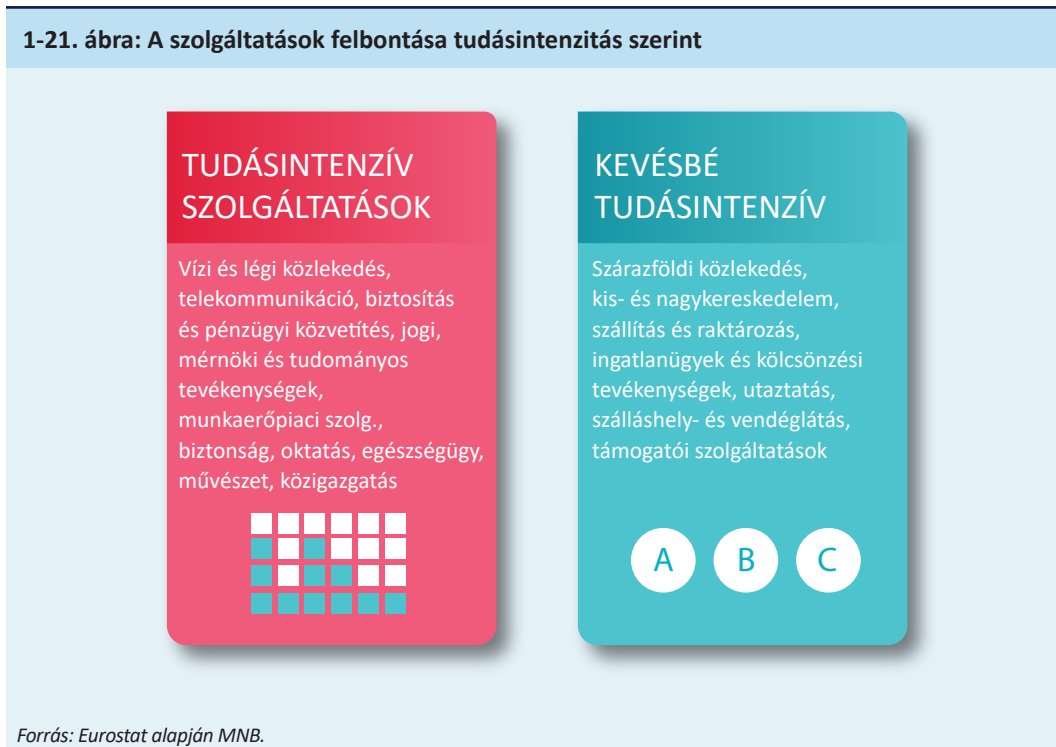 1-21. ábra: A szolgáltatások felbontása tudásintenzitás szerint
TUDÁSINTENZÍV
SZOLGÁLTATÁSOK
Vízi és légi közlekedés,
telekommunikáció, biztosítás
és pénzügyi közvetítés, jogi,
mérnöki és tudományos
tevékenységek,
munkaerőpiaci szolg.,
biztonság, oktatás, egészségügy,
művészet, közigazgatás
KEVÉSBÉ
TUDÁSINTENZÍV
Szárazföldi közlekedés,
kis- és nagykereskedelem,
szállítás és raktározás,
ingatlanügyek és kölcsönzési
tevékenységek, utaztatás,
szálláshely- és vendéglátás,
támogatói szolgáltatások
A B C
Forrás: Eurostat alapján MNB.